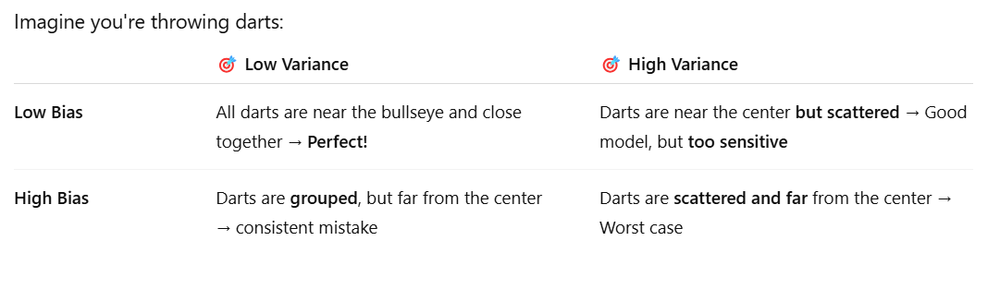 Imagine you're throwing darts:
🎯 Low Variance 🎯 High Variance
Low Bias All darts are near the bullseye and close Darts are near the center but scattered → Good
together → Perfect! model, but too sensitive
High Bias Darts are grouped, but far from the center Darts are scattered and far from the center →
→ consistent mistake Worst case